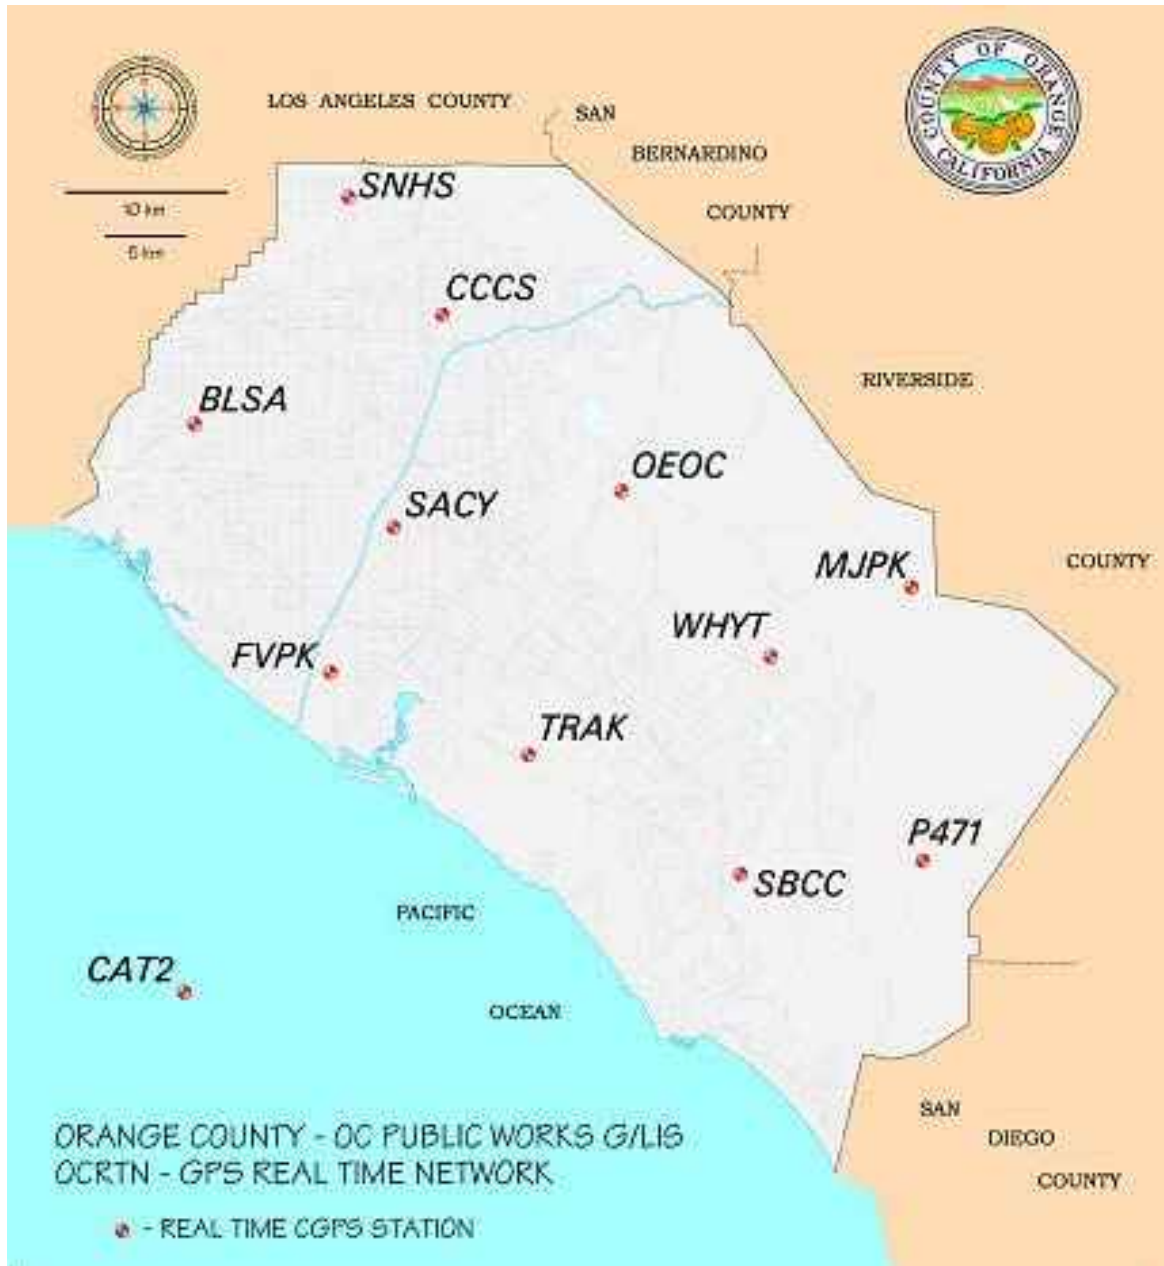 LOS ANGELES COUNTY
SAN
BERNARDINO
COUNTY
COUNTY OF ORANGE
CALIFORNIA
10 km
5 km
SNHS
CCCS
RIVERSIDE
BLSA
OEOC
SACY
COUNTY
MJPK
WHYT
FVPK
TRAK
P471
SBCC
PACIFIC
CAT2
OCEAN
SAN
DIEGO
COUNTY
ORANGE COUNTY - OC PUBLIC WORKS G/LIS
OCRTN - GPS REAL TIME NETWORK
- REAL TIME CGPS STATION